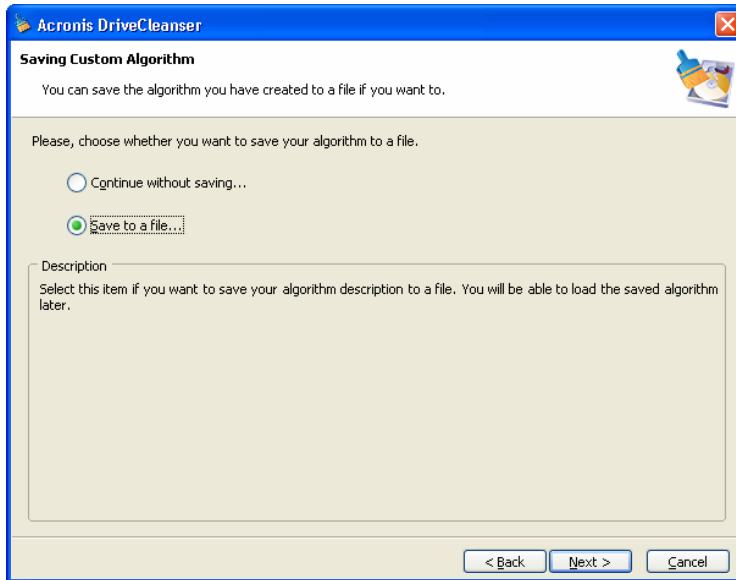 Acronis DriveCleanser
Saving Custom Algorithm
You can save the algorithm you have created to a file if you want to.
Please, choose whether you want to save your algorithm to a file.
Continue without saving...
Save to a file...
Description
Select this item if you want to save your algorithm description to a file. You will be able to load the saved algorithm
later.
< Back
Next >
Cancel